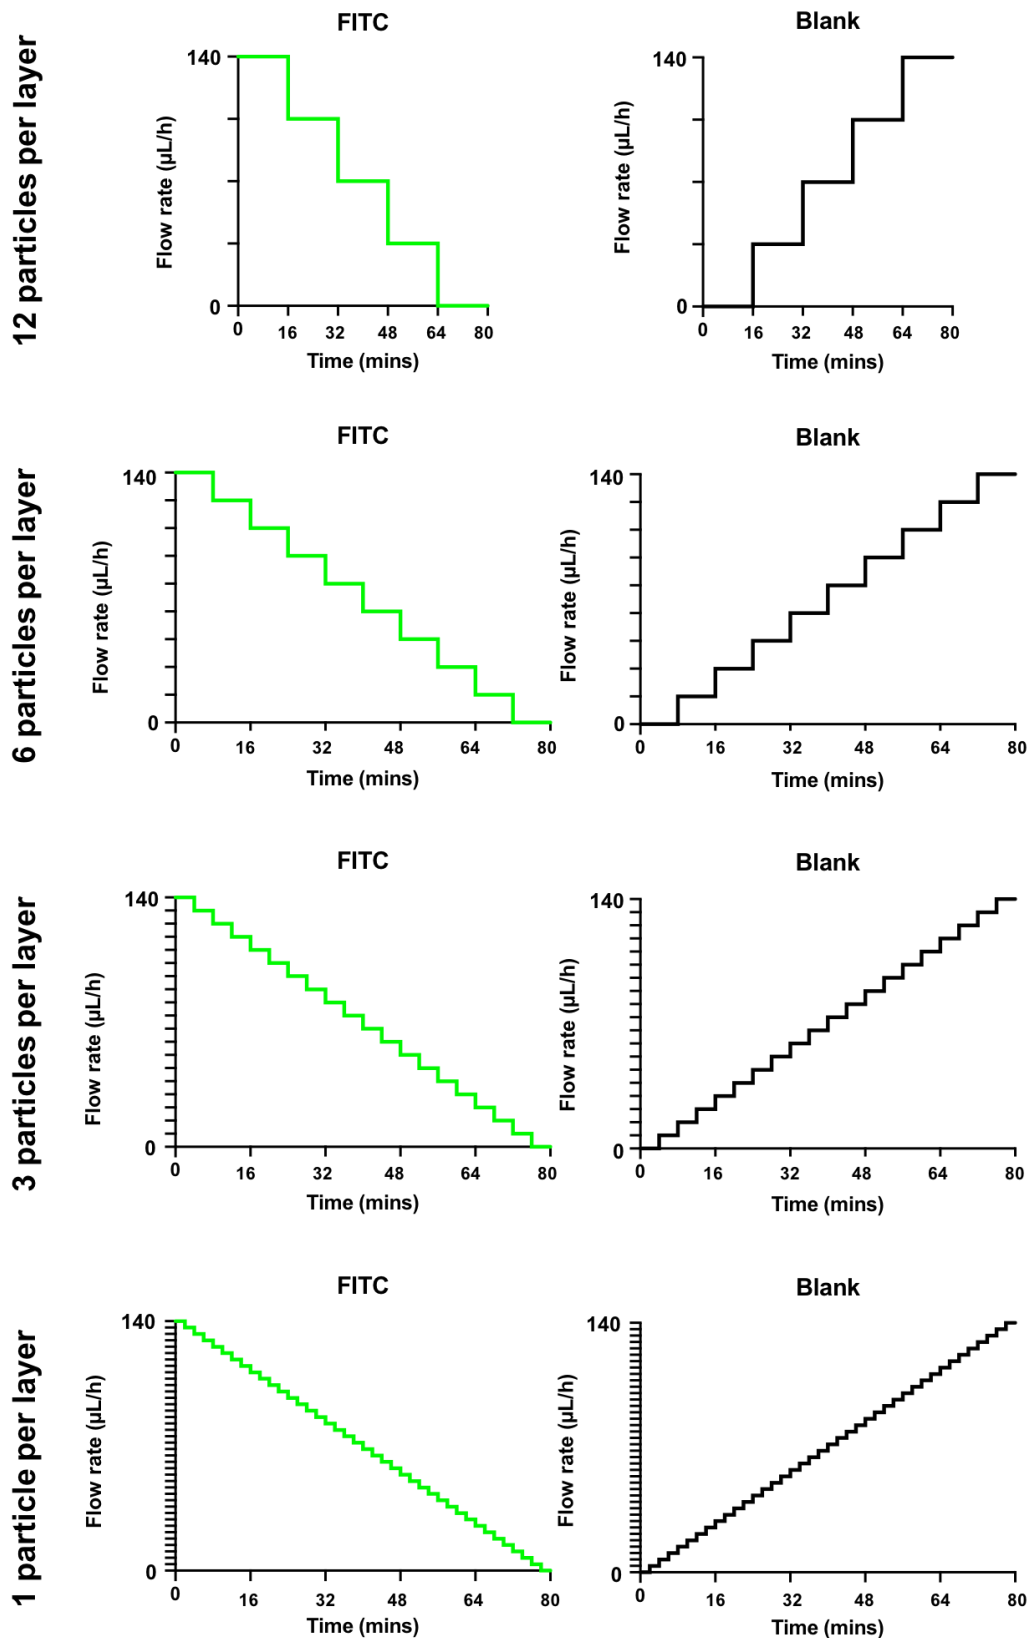 12 particles per layer
FITC
Flow rate (µL/h)
140
0
0 16 32 48 64 80
Time (mins)
Blank
Flow rate (µL/h)
140
0
0 16 32 48 64 80
Time (mins)
6 particles per layer
FITC
Flow rate (µL/h)
140
0
0 16 32 48 64 80
Time (mins)
Blank
Flow rate (µL/h)
140
0
0 16 32 48 64 80
Time (mins)
3 particles per layer
FITC
Flow rate (µL/h)
140
0
0 16 32 48 64 80
Time (mins)
Blank
Flow rate (µL/h)
140
0
0 16 32 48 64 80
Time (mins)
1 particle per layer
FITC
Flow rate (µL/h)
140
0
0 16 32 48 64 80
Time (mins)
Blank
Flow rate (µL/h)
140
0
0 16 32 48 64 80
Time (mins)